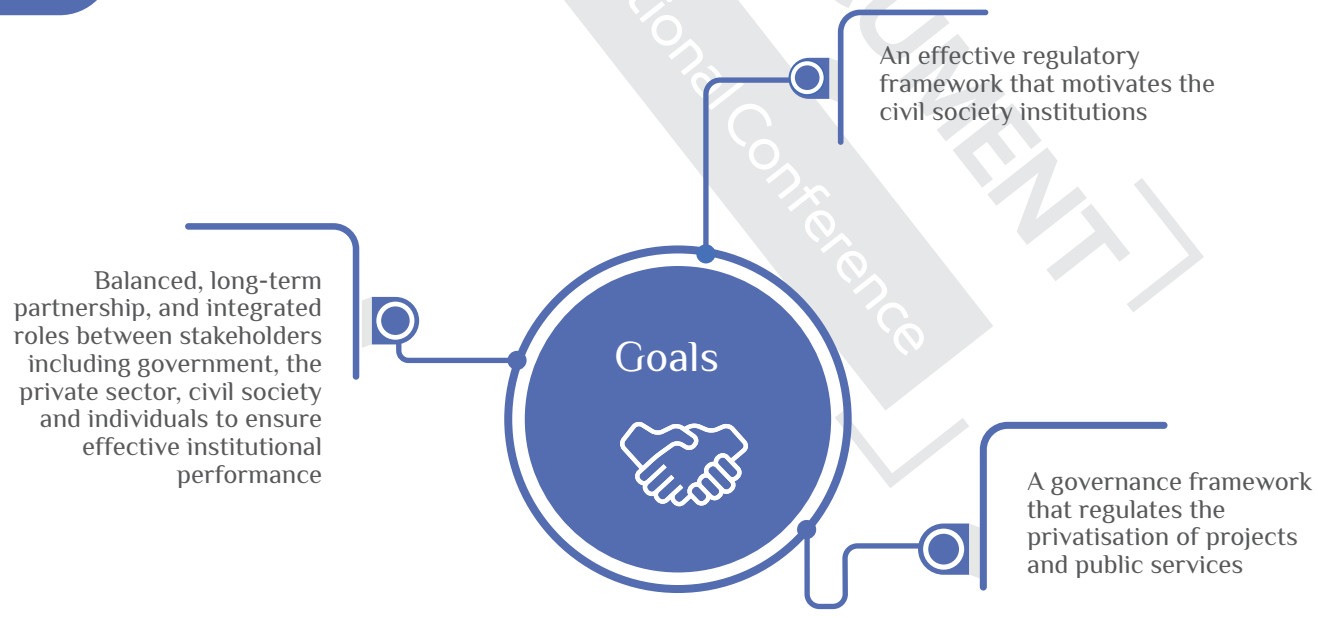 An effective regulatory
framework that motivates the
civil society institutions
Balanced, long-term
partnership, and integrated
roles between stakeholders
including government, the
private sector, civil society
and individuals to ensure
effective institutional
performance
Goals
A governance framework
that regulates the
privatisation of projects
and public services
Conference